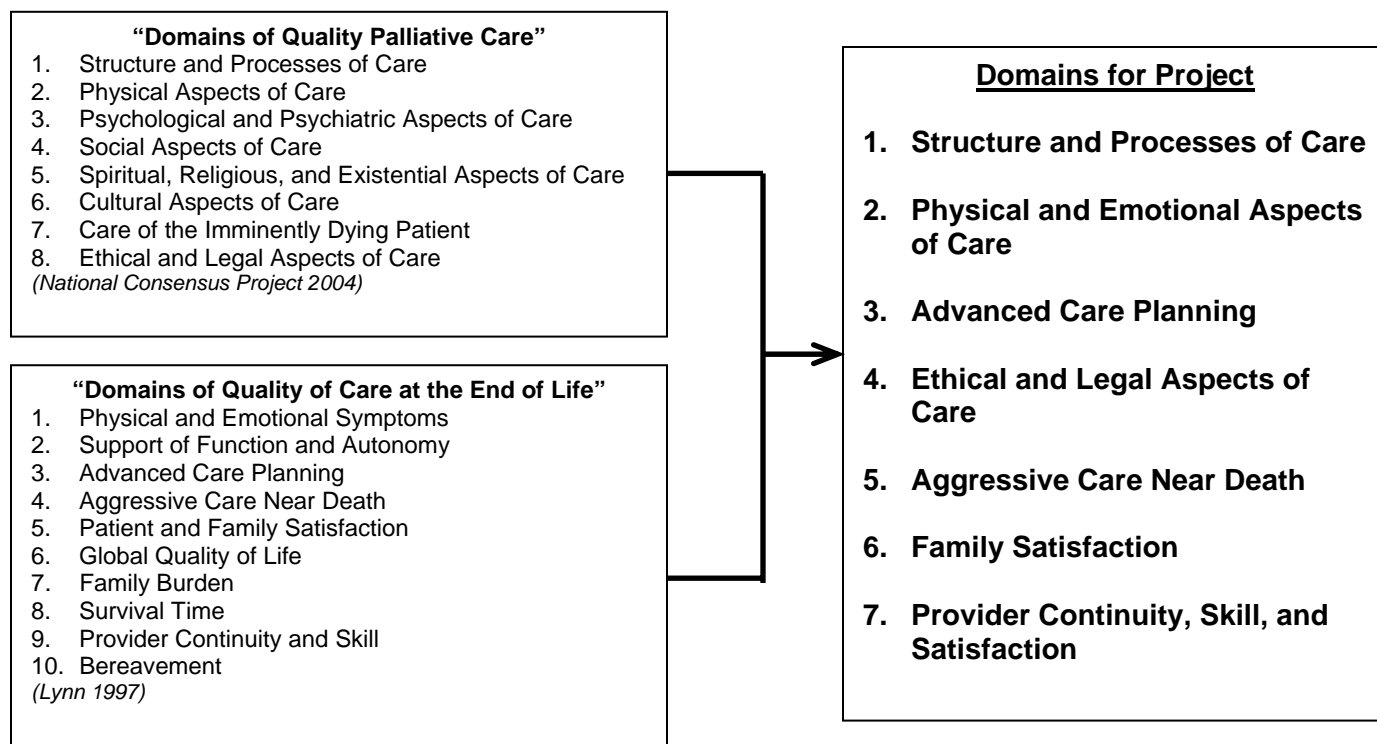 “Domains of Quality Palliative Care”
1. Structure and Processes of Care
2. Physical Aspects of Care
3. Psychological and Psychiatric Aspects of Care
4. Social Aspects of Care
5. Spiritual, Religious, and Existential Aspects of Care
6. Cultural Aspects of Care
7. Care of the Imminently Dying Patient
8. Ethical and Legal Aspects of Care
(National Consensus Project 2004)
“Domains of Quality of Care at the End of Life”
1. Physical and Emotional Symptoms
2. Support of Function and Autonomy
3. Advanced Care Planning
4. Aggressive Care Near Death
5. Patient and Family Satisfaction
6. Global Quality of Life
7. Family Burden
8. Survival Time
9. Provider Continuity and Skill
10. Bereavement
(Lynn 1997)
Domains for Project
1. Structure and Processes of Care
2. Physical and Emotional Aspects
of Care
3. Advanced Care Planning
4. Ethical and Legal Aspects of
Care
5. Aggressive Care Near Death
6. Family Satisfaction
7. Provider Continuity, Skill, and
Satisfaction